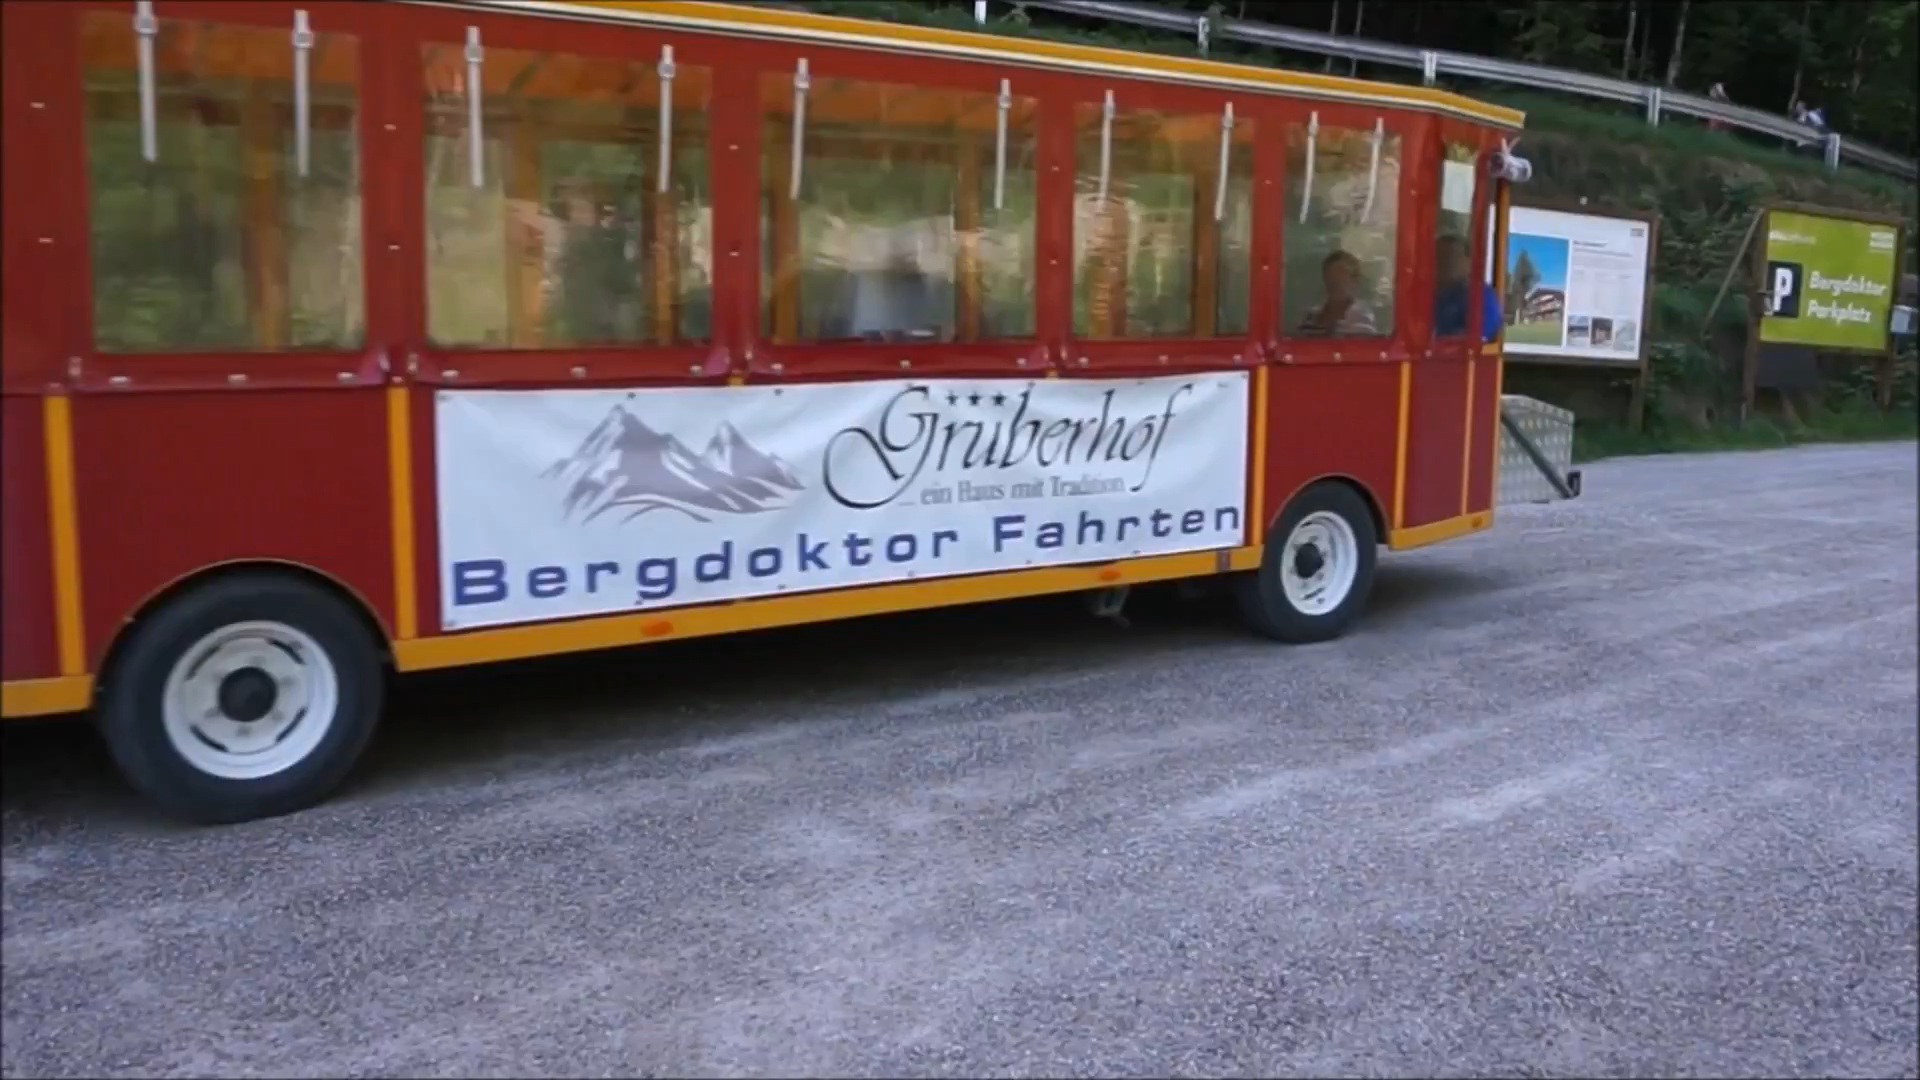 Grüberhof
... ein Haus mit Tradition
Bergdoktor Fahrten
P
Bergdoktor
Parkplatz